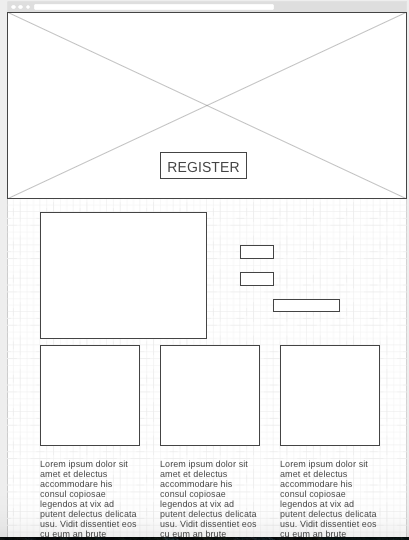 REGISTER
Lorem ipsum dolor sit
amet et delectus
accommodare his
consul copiosae
legendos at vix ad
putent delectus delicata
usu. Vidit dissentiet eos
cu eum an brute
Lorem ipsum dolor sit
amet et delectus
accommodare his
consul copiosae
legendos at vix ad
putent delectus delicata
usu. Vidit dissentiet eos
cu eum an brute
Lorem ipsum dolor sit
amet et delectus
accommodare his
consul copiosae
legendos at vix ad
putent delectus delicata
usu. Vidit dissentiet eos
cu eum an brute